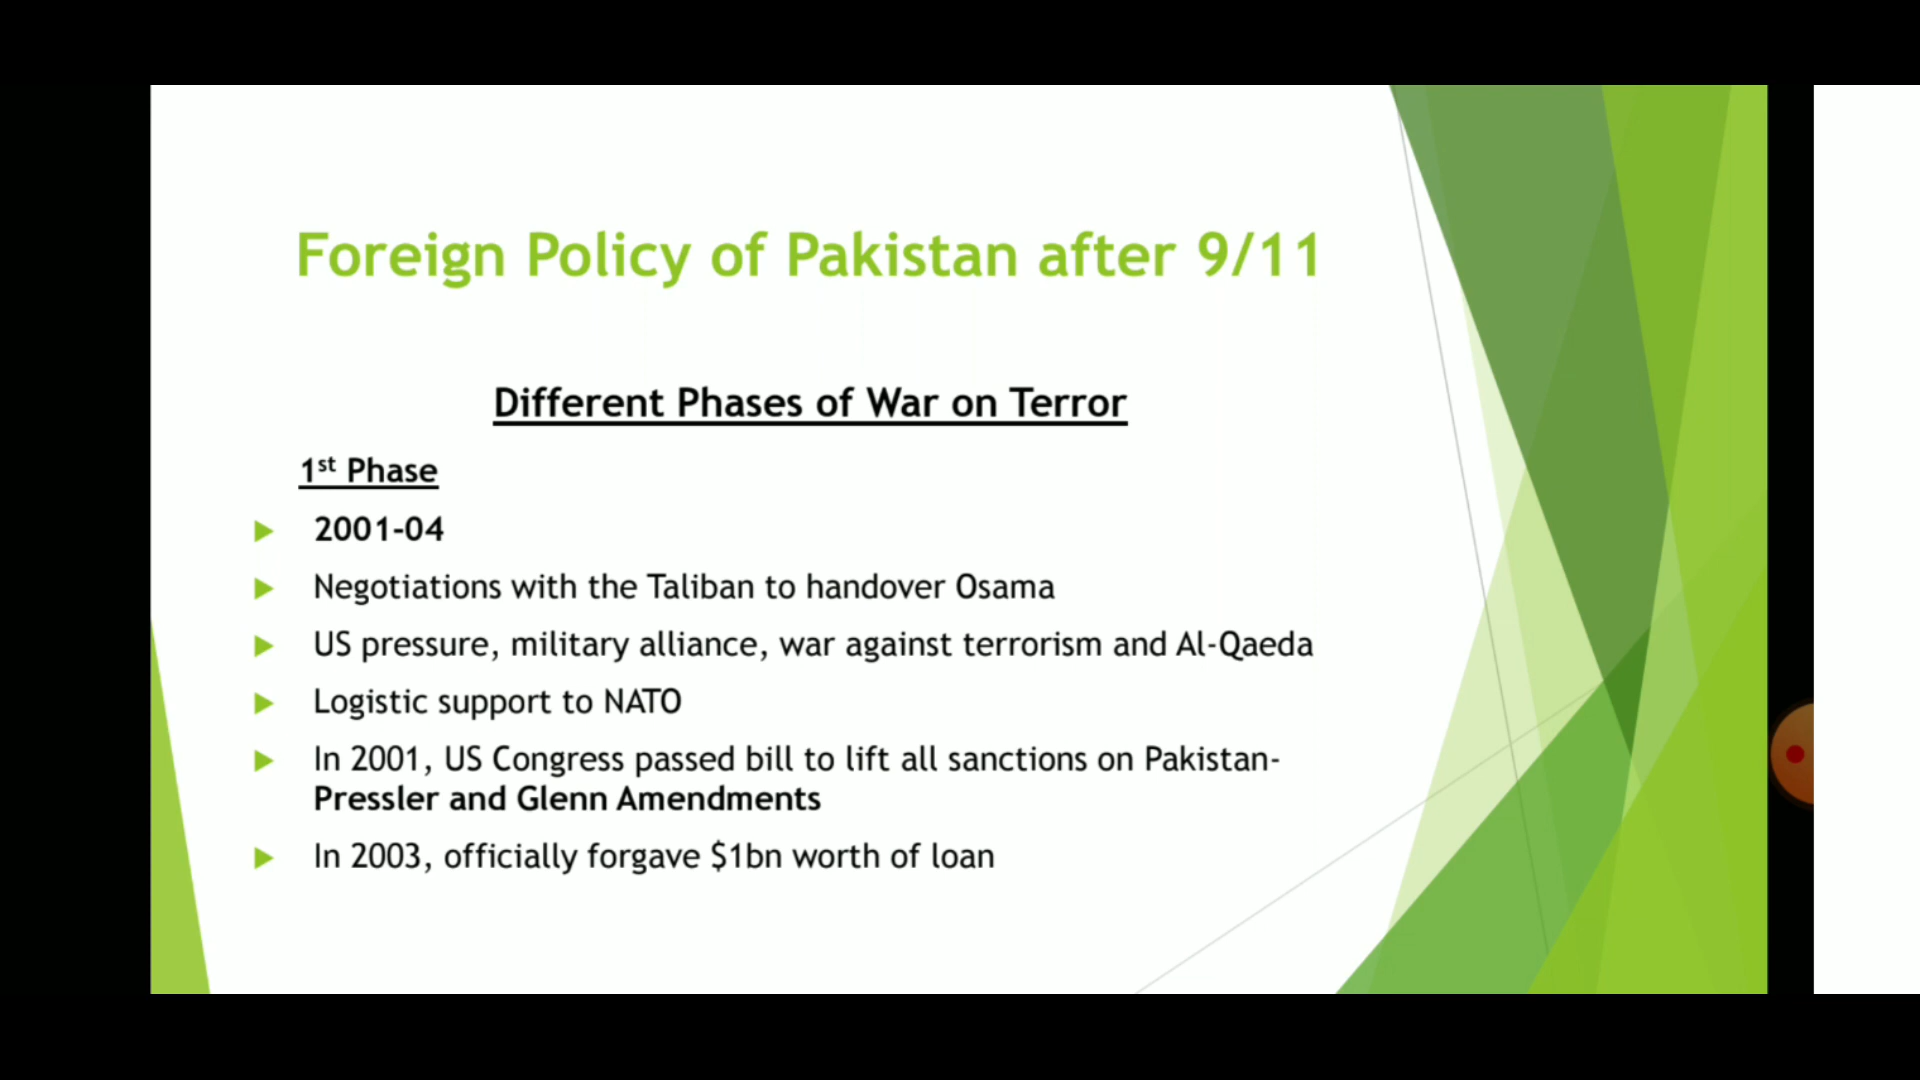 Foreign Policy of Pakistan after 9/11
Different Phases of War on Terror
1st Phase
2001-04
Negotiations with the Taliban to handover Osama
US pressure, military alliance, war against terrorism and Al-Qaeda
Logistic support to NATO
In 2001, US Congress passed bill to lift all sanctions on Pakistan-
Pressler and Glenn Amendments
In 2003, officially forgave $1bn worth of loan